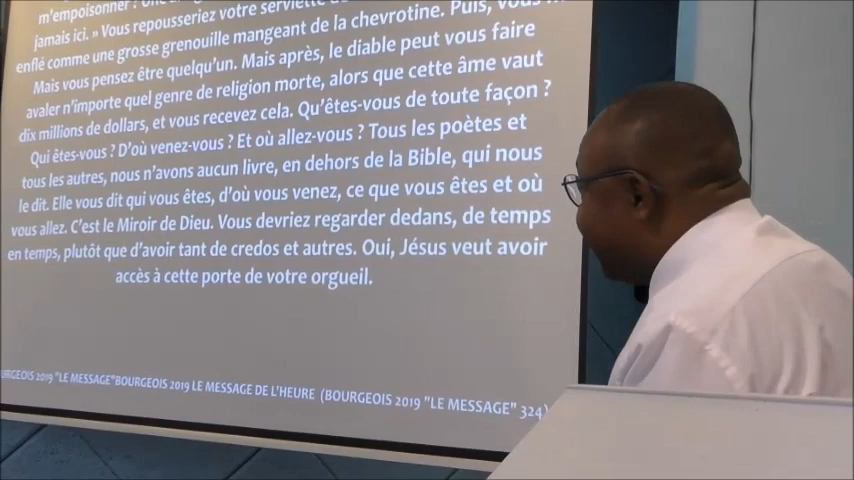 m'empoisonner ! Une
jamais ici. » Vous repousseriez votre serviette
enflé comme une grosse grenouille mangeant de la chevrotine. Puis, vous
Mais vous pensez être quelqu'un. Mais après, le diable peut vous faire
avaler n'importe quel genre de religion morte, alors que cette âme vaut
dix millions de dollars, et vous recevez cela. Qu'êtes-vous de toute façon ?
Qui êtes-vous ? D'où venez-vous ? Et où allez-vous ? Tous les poètes et
tous les autres, nous n'avons aucun livre, en dehors de la Bible, qui nous
le dit. Elle vous dit qui vous êtes, d'où vous venez, ce que vous êtes et où
vous allez. C'est le Miroir de Dieu. Vous devriez regarder dedans, de temps
en temps, plutôt que d'avoir tant de credos et autres. Oui, Jésus veut avoir
accès à cette porte de votre orgueil.
URGEOIS 2019 "LE MESSAGE"BOURGEOIS 2019 LE MESSAGE DE L'HEURE (BOURGEOIS 2019 "LE MESSAGE" 324)